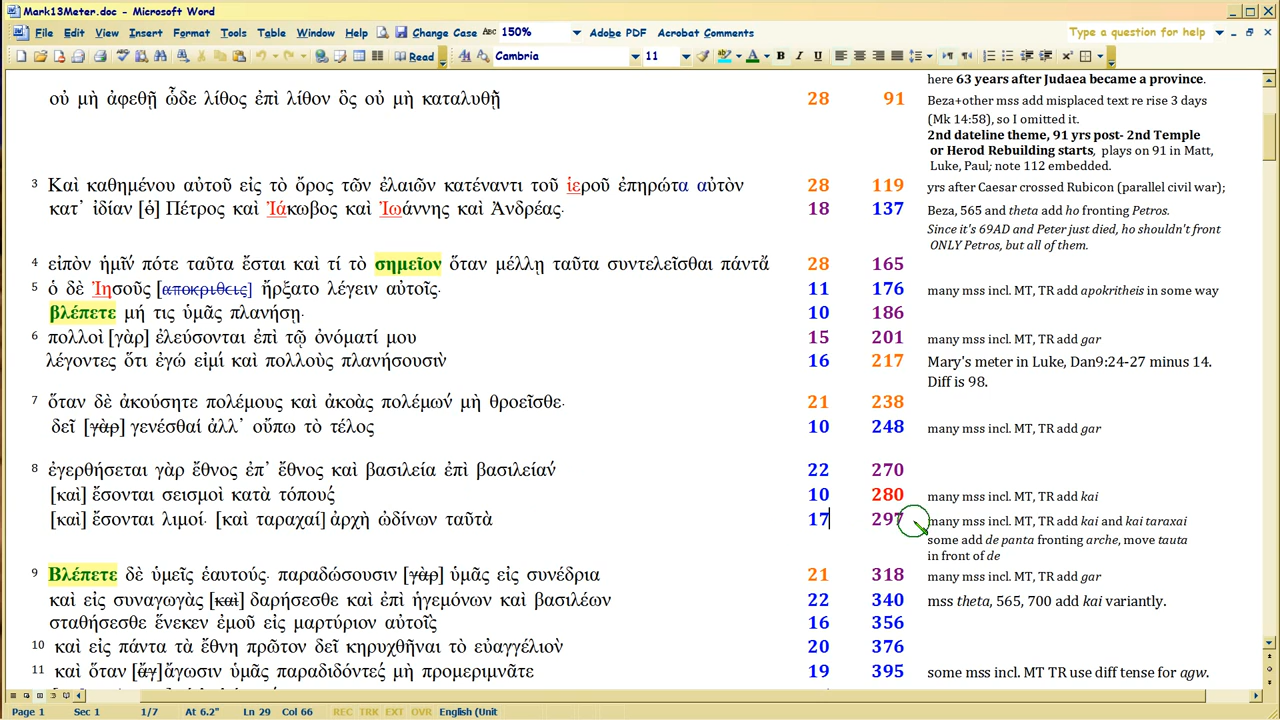 Mark13Meter.doc - Microsoft Word
File Edit View Insert Format Tools Table Window Help Change Case 150% Adobe PDF Acrobat Comments Type a question for help
Read Cambria 11
here 63 years after Judaea became a province.
οὐ μὴ ἀφεθῇ ὧδε λίθος ἐπὶ λίθον ὃς οὐ μὴ καταλυθῇ 28 91 Beza+other mss add misplaced text re rise 3 days
(Mk 14:58), so I omitted it.
2nd dateline theme, 91 yrs post- 2nd Temple
or Herod Rebuilding starts, plays on 91 in Matt,
Luke, Paul; note 112 embedded.
3 Καὶ καθημένου αὐτοῦ εἰς τὸ ὄρος τῶν ἐλαιῶν κατέναντι τοῦ ἱεροῦ ἐπηρώτα αὐτὸν 28 119 yrs after Caesar crossed Rubicon (parallel civil war);
κατ᾽ ἰδίαν [ὁ] Πέτρος καὶ Ἰάκωβος καὶ Ἰωάννης καὶ Ἀνδρέας· 18 137 Beza, 565 and theta add ho fronting Petros.
Since it's 69AD and Peter just died, ho shouldn't front
ONLY Petros, but all of them.
4 εἰπὸν ἡμῖν πότε ταῦτα ἔσται καὶ τί τὸ σημεῖον ὅταν μέλλῃ ταῦτα συντελεῖσθαι πάντα 28 165
5 ὁ δὲ Ἰησοῦς [αποκριθεις] ἤρξατο λέγειν αὐτοῖς· 11 176 many mss incl. MT, TR add apokritheis in some way
βλέπετε μή τις ὑμᾶς πλανήσῃ· 10 186
6 πολλοὶ [γὰρ] ἐλεύσονται ἐπὶ τῷ ὀνόματί μου 15 201 many mss incl. MT, TR add gar
λέγοντες ὅτι ἐγώ εἰμί καὶ πολλοὺς πλανήσουσιν 16 217 Mary's meter in Luke, Dan9:24-27 minus 14.
Diff is 98.
7 ὅταν δὲ ἀκούσητε πολέμους καὶ ἀκοὰς πολέμων μὴ θροεῖσθε· 21 238
δεῖ [γὰρ] γενέσθαί ἀλλ᾽ οὔπω τὸ τέλος 10 248 many mss incl. MT, TR add gar
8 ἐγερθήσεται γὰρ ἔθνος ἐπ᾽ ἔθνος καὶ βασιλεία ἐπὶ βασιλείαν 22 270
[καὶ] ἔσονται σεισμοὶ κατὰ τόπους 10 280 many mss incl. MT, TR add kai
[καὶ] ἔσονται λιμοί· [καὶ ταραχαί] ἀρχὴ ὠδίνων ταῦτὰ 17 297 many mss incl. MT, TR add kai and kai taraxai
some add de panta fronting arche, move tauta
in front of de
9 Βλέπετε δὲ ὑμεῖς ἑαυτούς· παραδώσουσιν [γὰρ] ὑμᾶς εἰς συνέδρια 21 318 many mss incl. MT, TR add gar
καὶ εἰς συναγωγὰς [καὶ] δαρήσεσθε καὶ ἐπὶ ἡγεμόνων καὶ βασιλέων 22 340 mss theta, 565, 700 add kai variantly.
σταθήσεσθε ἕνεκεν ἐμοῦ εἰς μαρτύριον αὐτοῖς 16 356
10 καὶ εἰς πάντα τὰ ἔθνη πρῶτον δεῖ κηρυχθῆναι τὸ εὐαγγέλιὸν 20 376
11 καὶ ὅταν [ἄγ]άγωσιν ὑμᾶς παραδιδόντες μὴ προμεριμνᾶτε 19 395 some mss incl. MT TR use diff tense for agw.
Page 1 Sec 1 1/7 At 6.2" Ln 29 Col 66 REC TRK EXT OVR English (Unit